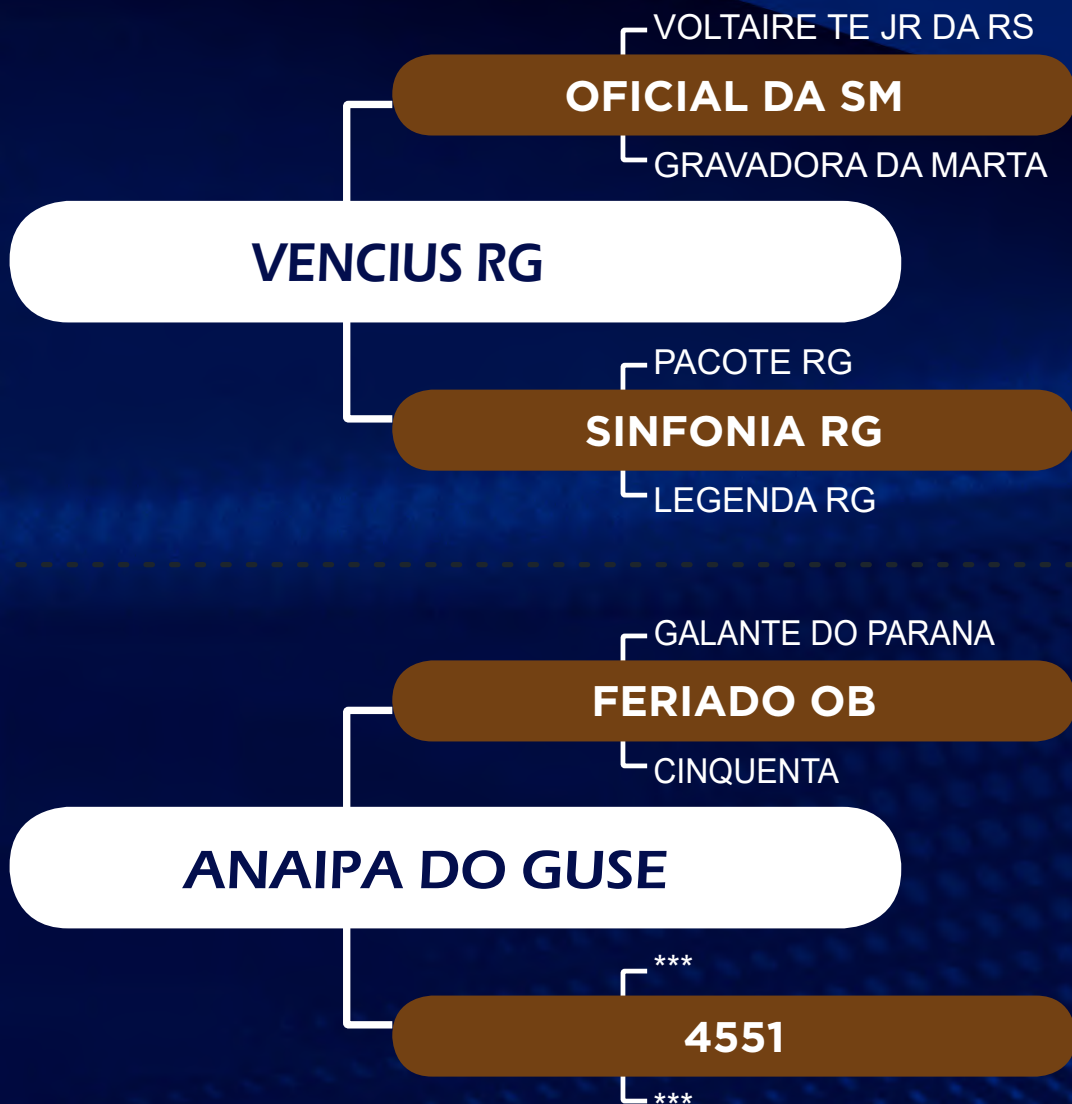 VOLTAIRE TE JR DA RS
OFICIAL DA SM
GRAVADORA DA MARTA
VENCIUS RG
PACOTE RG
SINFONIA RG
LEGENDA RG
GALANTE DO PARANA
FERIADO OB
CINQUENTA
ANAIPA DO GUSE
***
4551
***